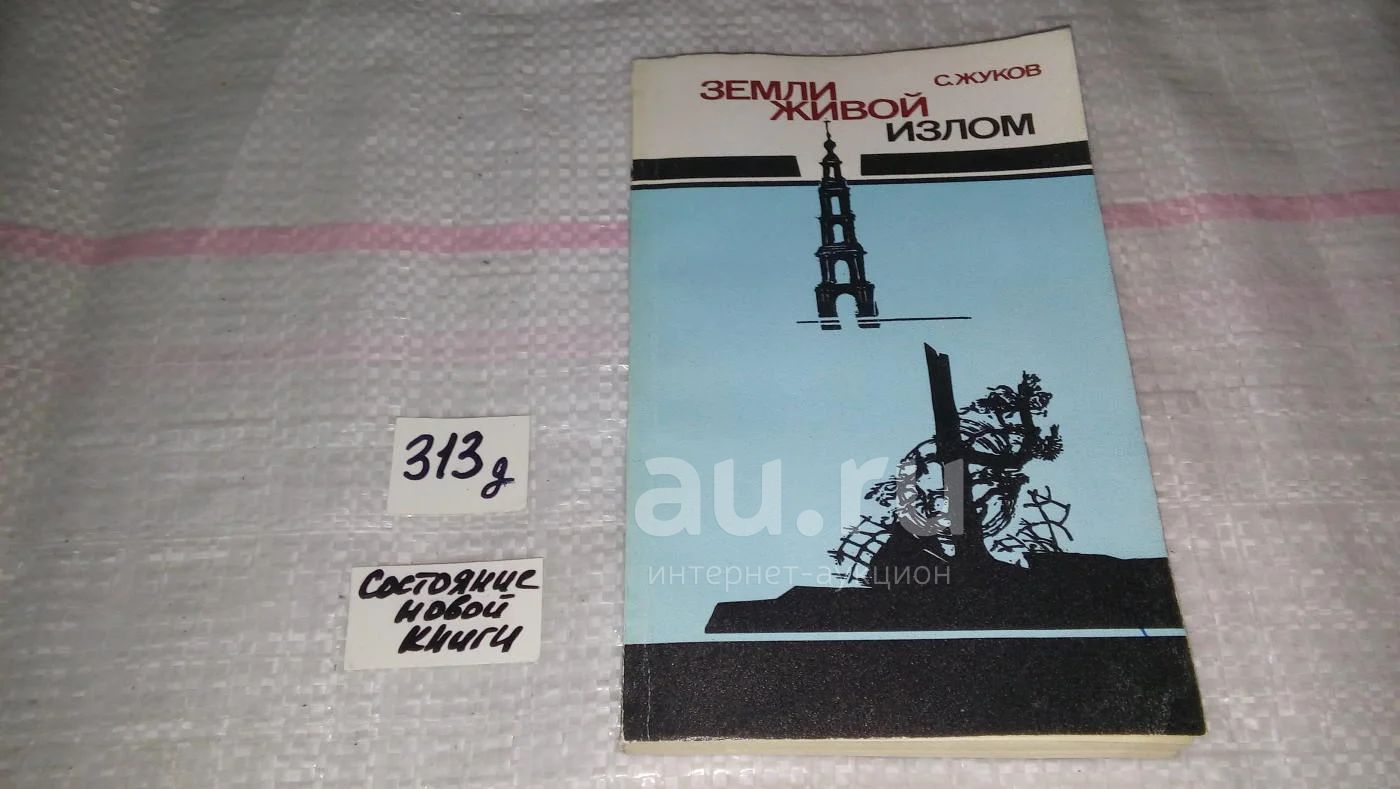 С. ЖУКОВ
ЗЕМЛИ
ЖИВОЙ
ИЗЛОМ
313д
Состояние
новой
книги
au.ru
интернет-аукцион